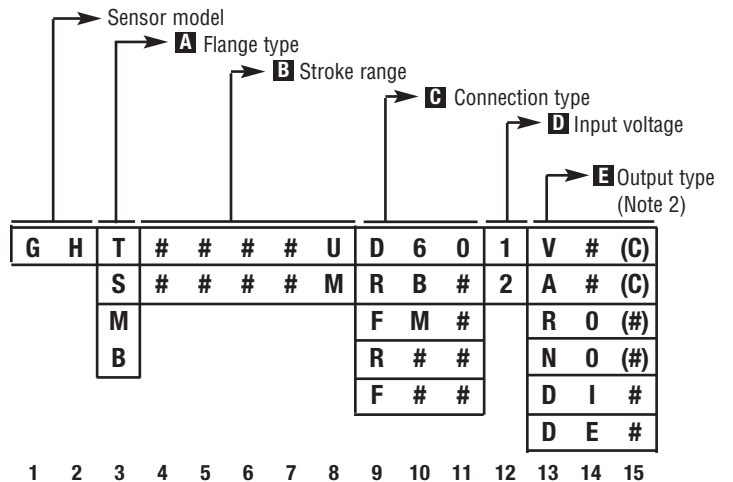 Sensor model
A Flange type
B Stroke range
C Connection type
D Input voltage
E Output type
(Note 2)
G H T # # # # U D 6 0 1 V # (C)
S # # # # M R B # 2 A # (C)
M F M # R 0 (#)
B R # # N 0 (#)
F # # D I #
D E #
1 2 3 4 5 6 7 8 9 10 11 12 13 14 15